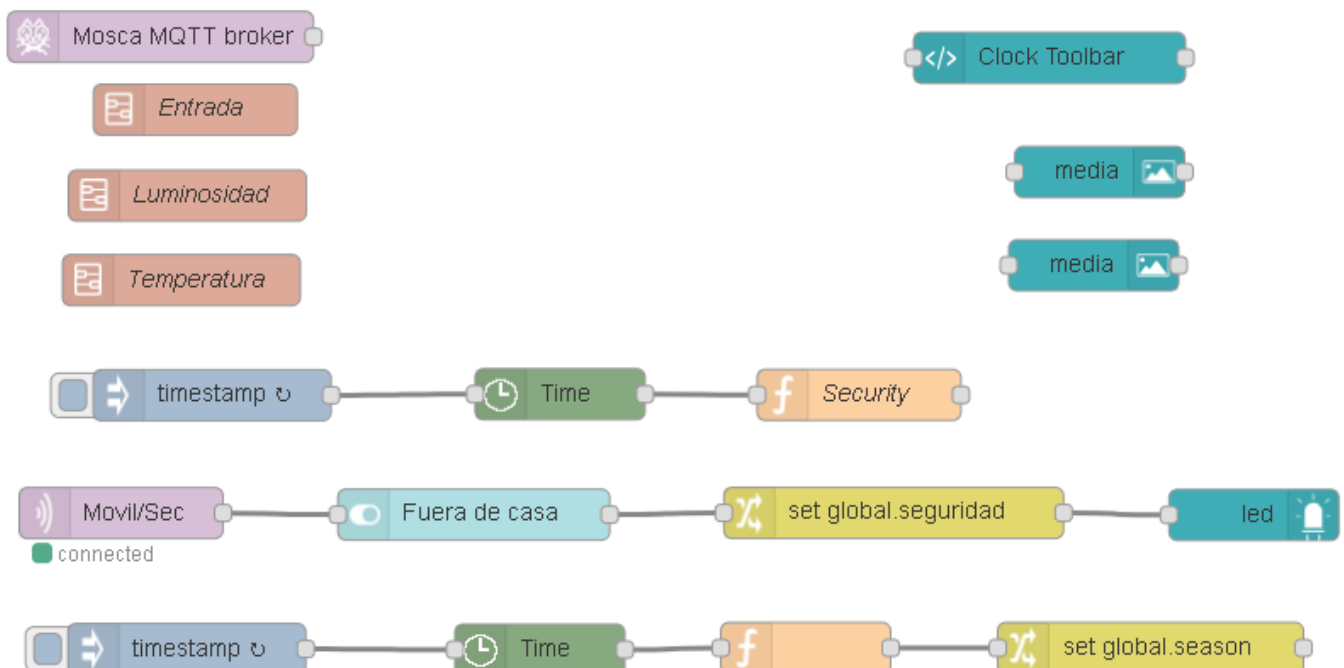 Mosca MQTT broker
Clock Toolbar
Entrada
media
Luminosidad
media
Temperatura
timestamp ↻
Time
Security
Movil/Sec
Fuera de casa
set global.seguridad
led
connected
timestamp ↻
Time
set global.season